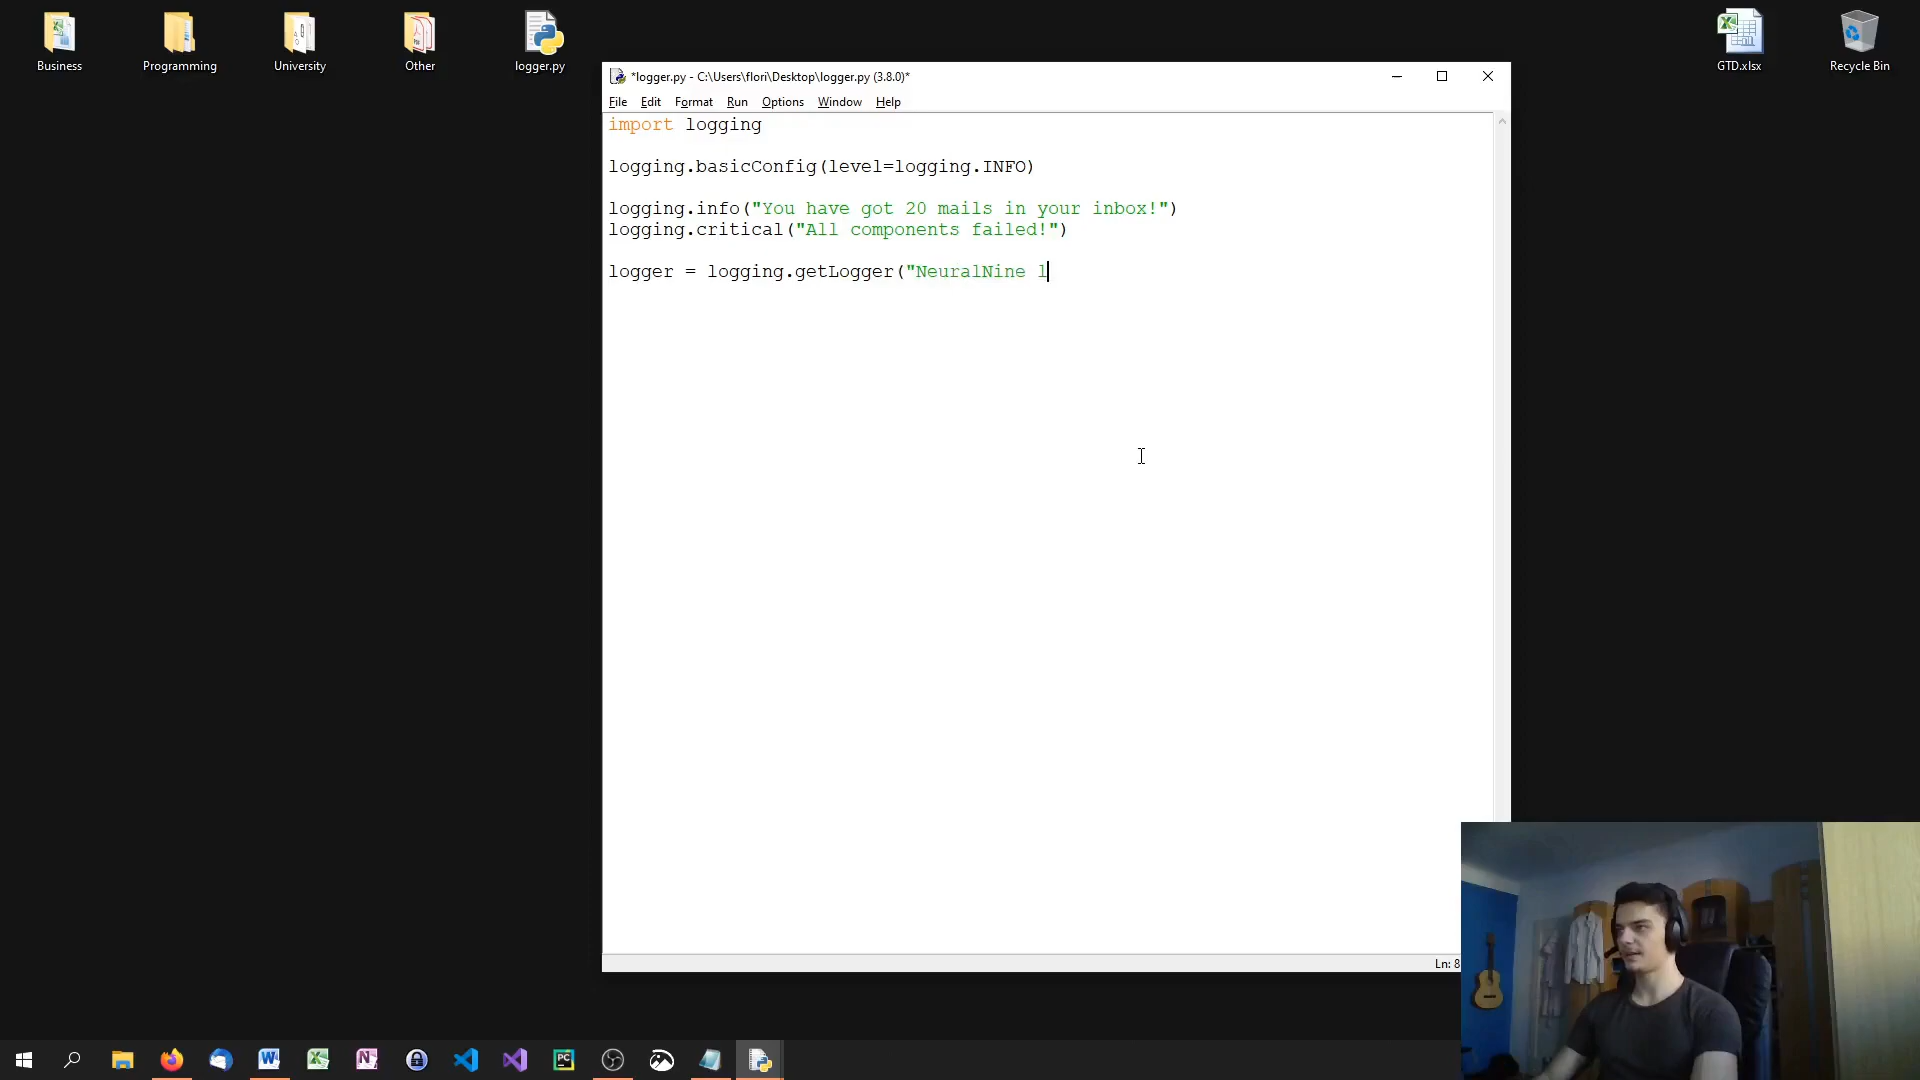 Business
Programming
University
Other
logger.py
GTD.xlsx
Recycle Bin
*logger.py - C:\Users\flori\Desktop\logger.py (3.8.0)*
File Edit Format Run Options Window Help
import logging
logging.basicConfig(level=logging.INFO)
logging.info("You have got 20 mails in your inbox!")
logging.critical("All components failed!")
logger = logging.getLogger("NeuralNine l
Ln: 8